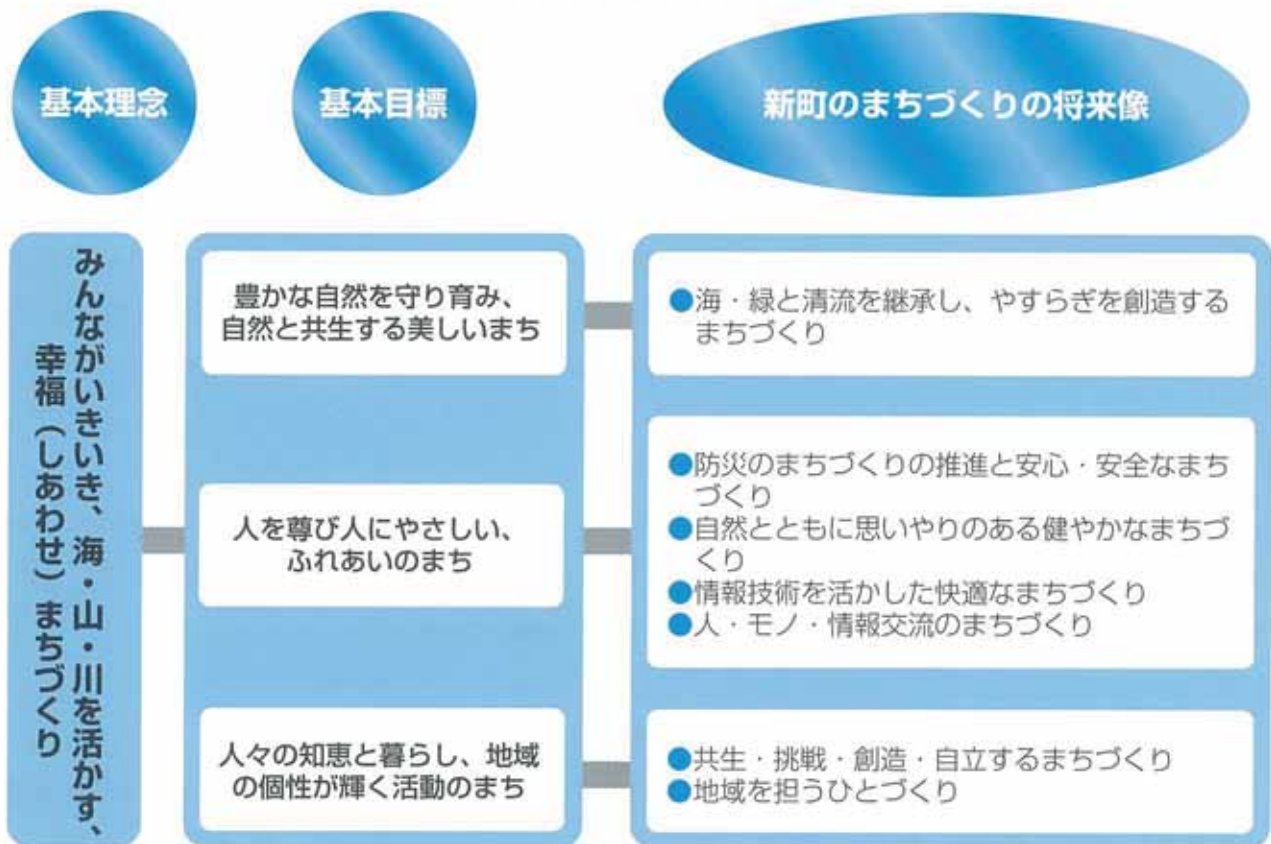 基本理念
基本目標
新町のまちづくりの将来像
みんながいきいき、海・山・川を活かす、
幸福（しあわせ）まちづくり
豊かな自然を守り育み、
自然と共生する美しいまち
●海・緑と清流を継承し、やすらぎを創造する
まちづくり
人を尊び人にやさしい、
ふれあいのまち
●防災のまちづくりの推進と安心・安全なまち
づくり
●自然とともに思いやりのある健やかなまちづ
くり
●情報技術を活かした快適なまちづくり
●人・モノ・情報交流のまちづくり
人々の知恵と暮らし、地域
の個性が輝く活動のまち
●共生・挑戦・創造・自立するまちづくり
●地域を担うひとづくり